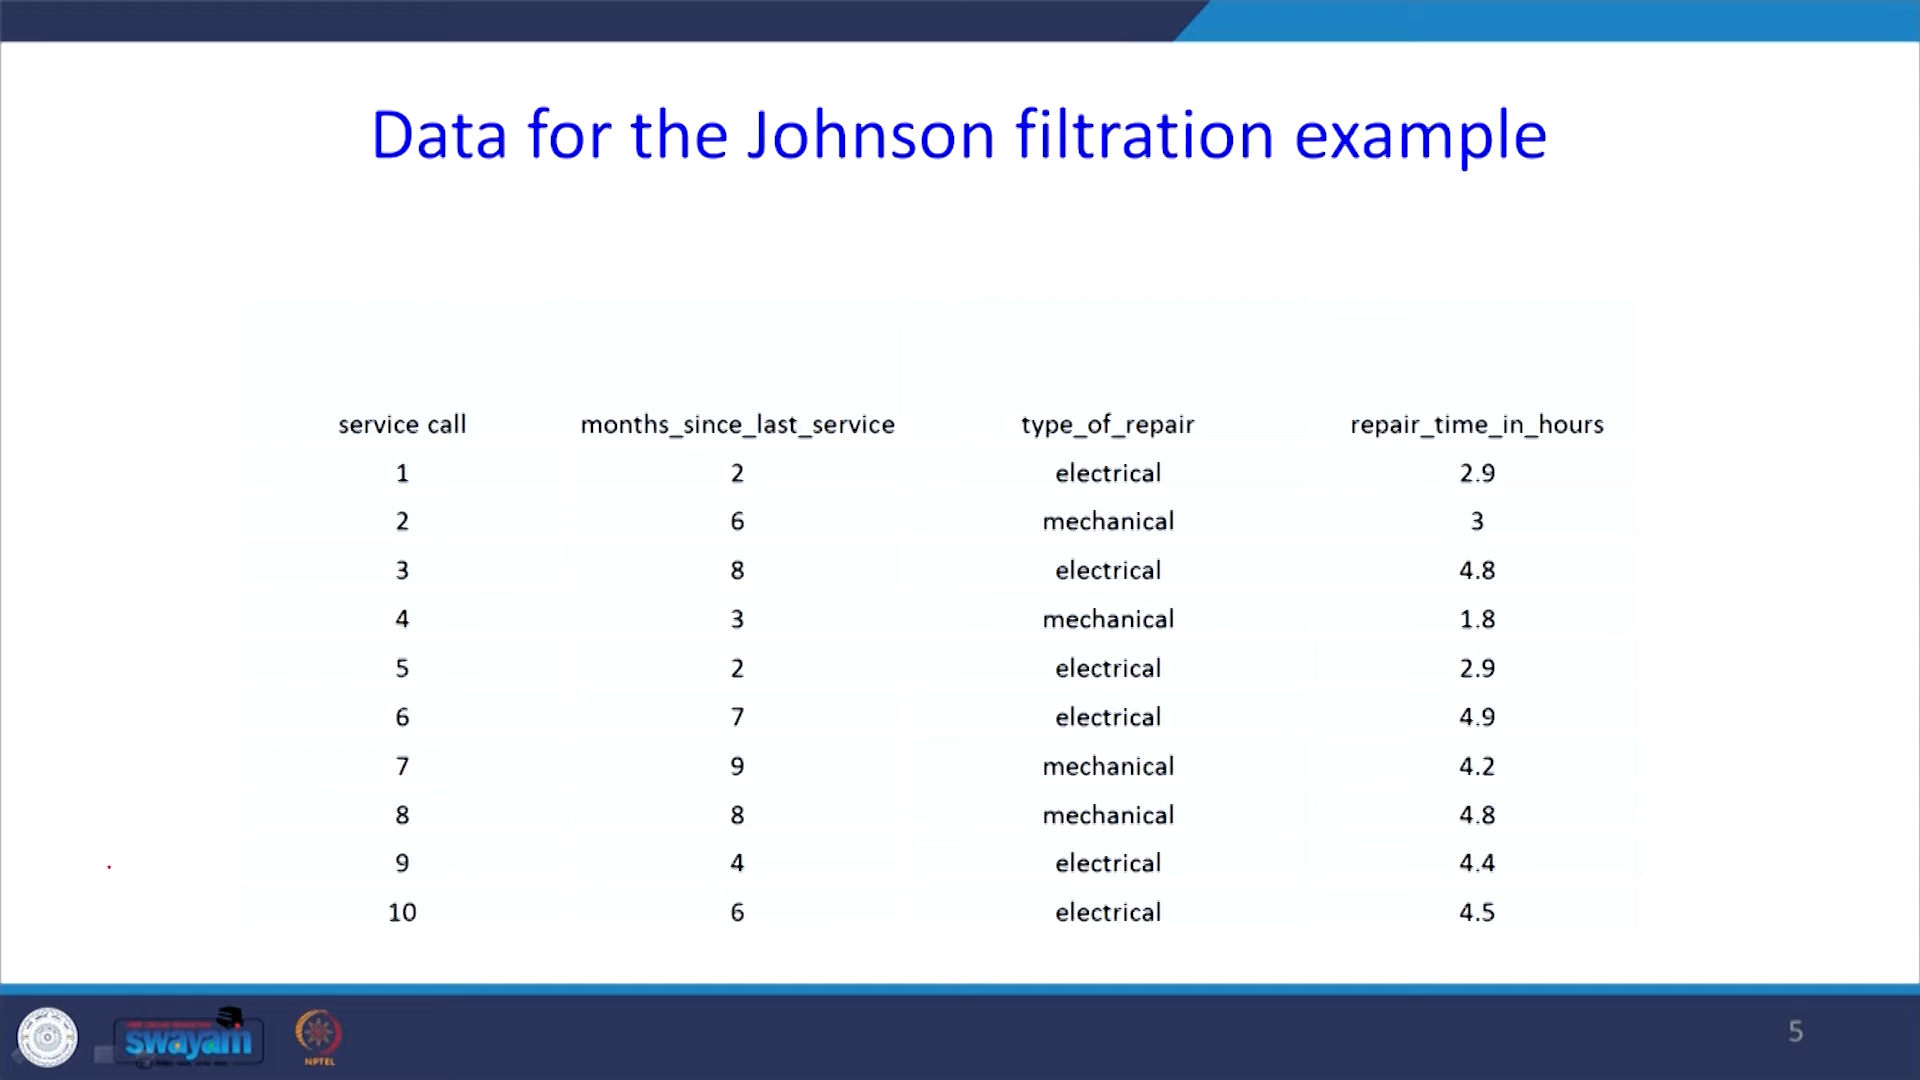 Data for the Johnson filtration example
service call months_since_last_service type_of_repair repair_time_in_hours
1 2 electrical 2.9
2 6 mechanical 3
3 8 electrical 4.8
4 3 mechanical 1.8
5 2 electrical 2.9
6 7 electrical 4.9
7 9 mechanical 4.2
8 8 mechanical 4.8
9 4 electrical 4.4
10 6 electrical 4.5
swayam
NPTEL
5